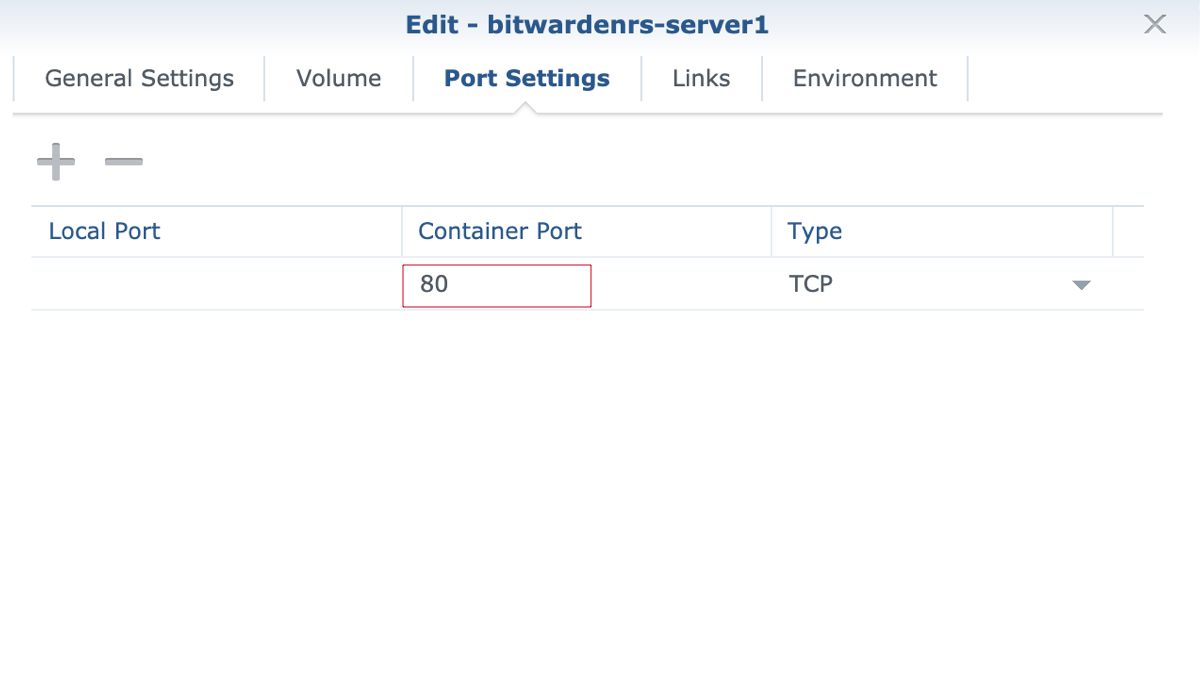 Edit - bitwardenrs-server1
General Settings Volume Port Settings Links Environment
Local Port Container Port Type
80 TCP